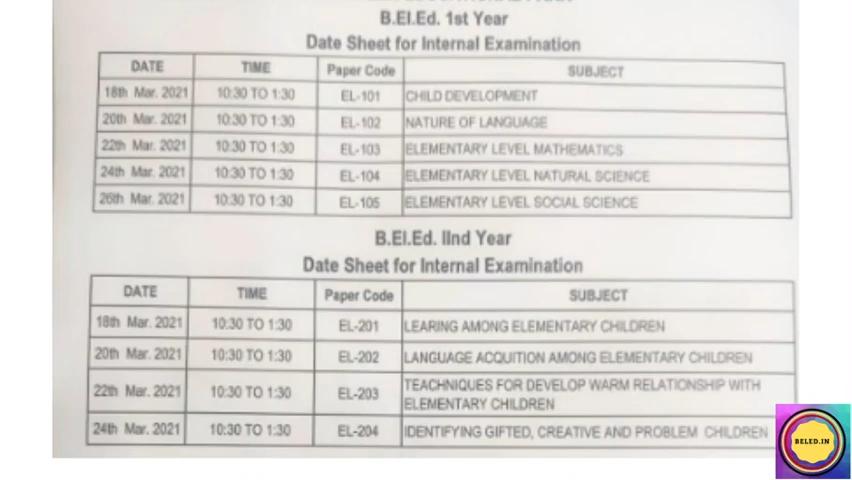 B.El.Ed. 1st Year
Date Sheet for Internal Examination
DATE TIME Paper Code SUBJECT
18th Mar. 2021 10:30 TO 1:30 EL-101 CHILD DEVELOPMENT
20th Mar. 2021 10:30 TO 1:30 EL-102 NATURE OF LANGUAGE
22th Mar. 2021 10:30 TO 1:30 EL-103 ELEMENTARY LEVEL MATHEMATICS
24th Mar. 2021 10:30 TO 1:30 EL-104 ELEMENTARY LEVEL NATURAL SCIENCE
26th Mar. 2021 10:30 TO 1:30 EL-105 ELEMENTARY LEVEL SOCIAL SCIENCE
B.El.Ed. IInd Year
Date Sheet for Internal Examination
DATE TIME Paper Code SUBJECT
18th Mar. 2021 10:30 TO 1:30 EL-201 LEARING AMONG ELEMENTARY CHILDREN
20th Mar. 2021 10:30 TO 1:30 EL-202 LANGUAGE ACQUITION AMONG ELEMENTARY CHILDREN
22th Mar. 2021 10:30 TO 1:30 EL-203 TEACHNIQUES FOR DEVELOP WARM RELATIONSHIP WITH
ELEMENTARY CHILDREN
24th Mar. 2021 10:30 TO 1:30 EL-204 IDENTIFYING GIFTED, CREATIVE AND PROBLEM CHILDREN
BELED.IN